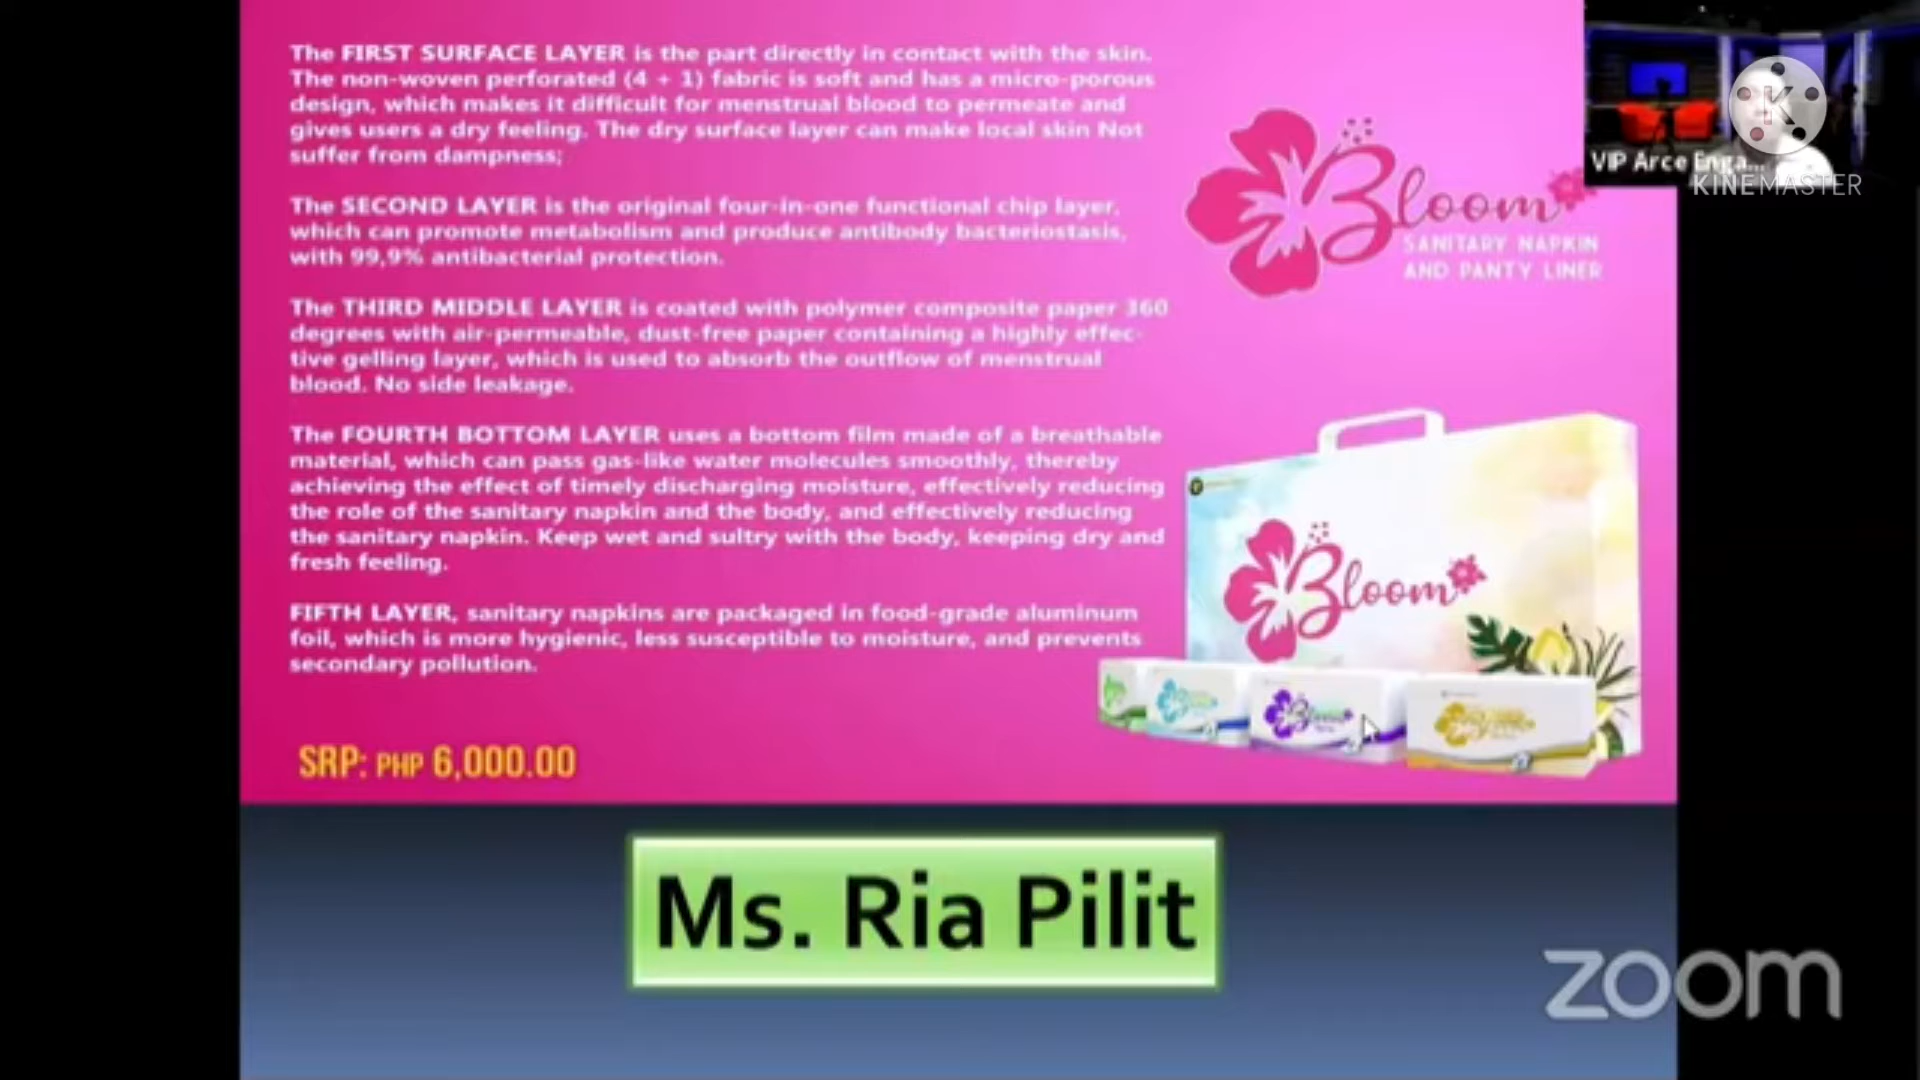 The FIRST SURFACE LAYER is the part directly in contact with the skin.
The non-woven perforated (4 + 1) fabric is soft and has a micro-porous
design, which makes it difficult for menstrual blood to permeate and
gives users a dry feeling. The dry surface layer can make local skin Not
suffer from dampness;
The SECOND LAYER is the original four-in-one functional chip layer,
which can promote metabolism and produce antibody bacteriostasis,
with 99,9% antibacterial protection.
The THIRD MIDDLE LAYER is coated with polymer composite paper 360
degrees with air-permeable, dust-free paper containing a highly effec-
tive gelling layer, which is used to absorb the outflow of menstrual
blood. No side leakage.
The FOURTH BOTTOM LAYER uses a bottom film made of a breathable
material, which can pass gas-like water molecules smoothly, thereby
achieving the effect of timely discharging moisture, effectively reducing
the role of the sanitary napkin and the body, and effectively reducing
the sanitary napkin. Keep wet and sultry with the body, keeping dry and
fresh feeling.
FIFTH LAYER, sanitary napkins are packaged in food-grade aluminum
foil, which is more hygienic, less susceptible to moisture, and prevents
secondary pollution.
SRP: PHP 6,000.00
VIP Arce Enga...
K
KINEMASTER
Bloom
SANITARY NAPKIN
AND PANTY LINER
Bloom
Bloom
Ms. Ria Pilit
zoom